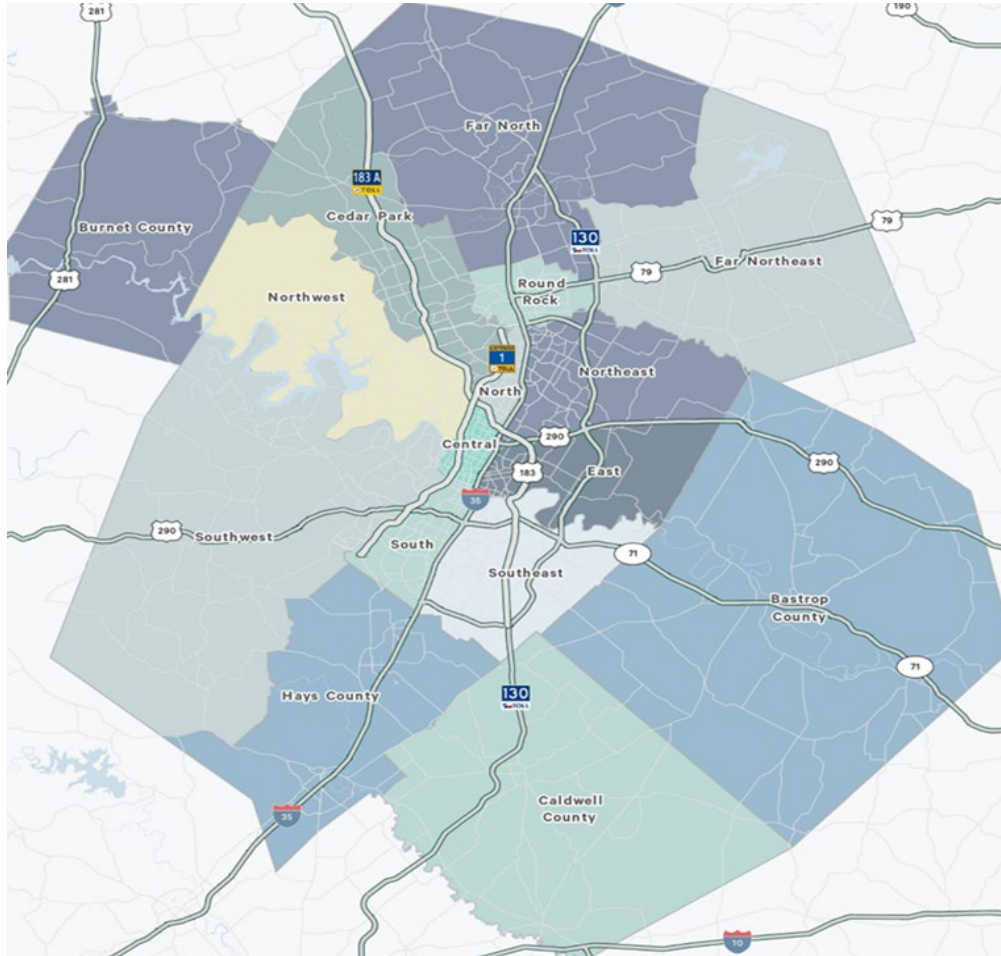 281
190
Far North
183 A
TOLL
Cedar Park
79
Burnet County
130
TOLL
Far Northeast
281
79
Northwest
Round
Rock
EXPRESS
1
TOLL
Northeast
North
290
Central
290
183
East
35
290
Southwest
South
71
Southeast
Bastrop
County
71
Hays County
130
TOLL
Caldwell
County
35
10